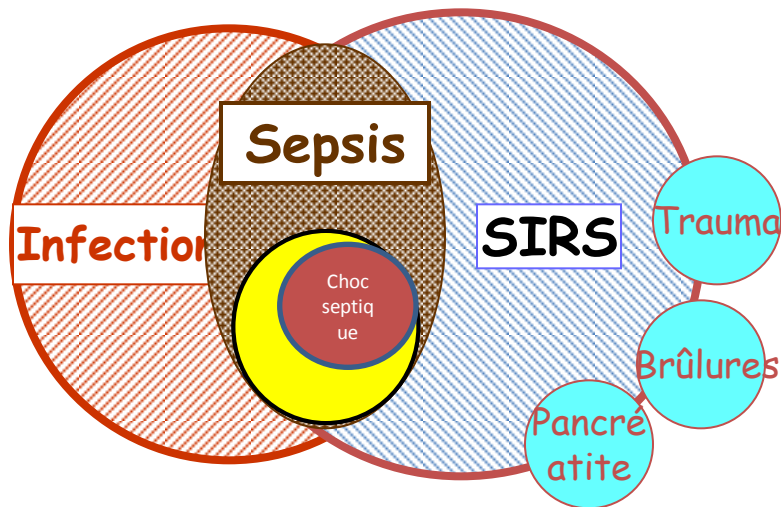 Sepsis
Infection
SIRS
Trauma
Choc
septiq
ue
Brûlures
Pancré
atite